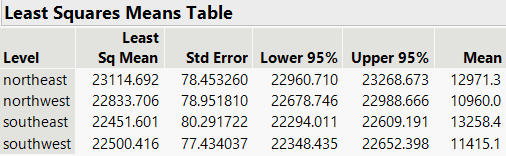 Least Squares Means Table
Least
Level Sq Mean Std Error Lower 95% Upper 95% Mean
northeast 23114.692 78.453260 22960.710 23268.673 12971.3
northwest 22833.706 78.951810 22678.746 22988.666 10960.0
southeast 22451.601 80.291722 22294.011 22609.191 13258.4
southwest 22500.416 77.434037 22348.435 22652.398 11415.1